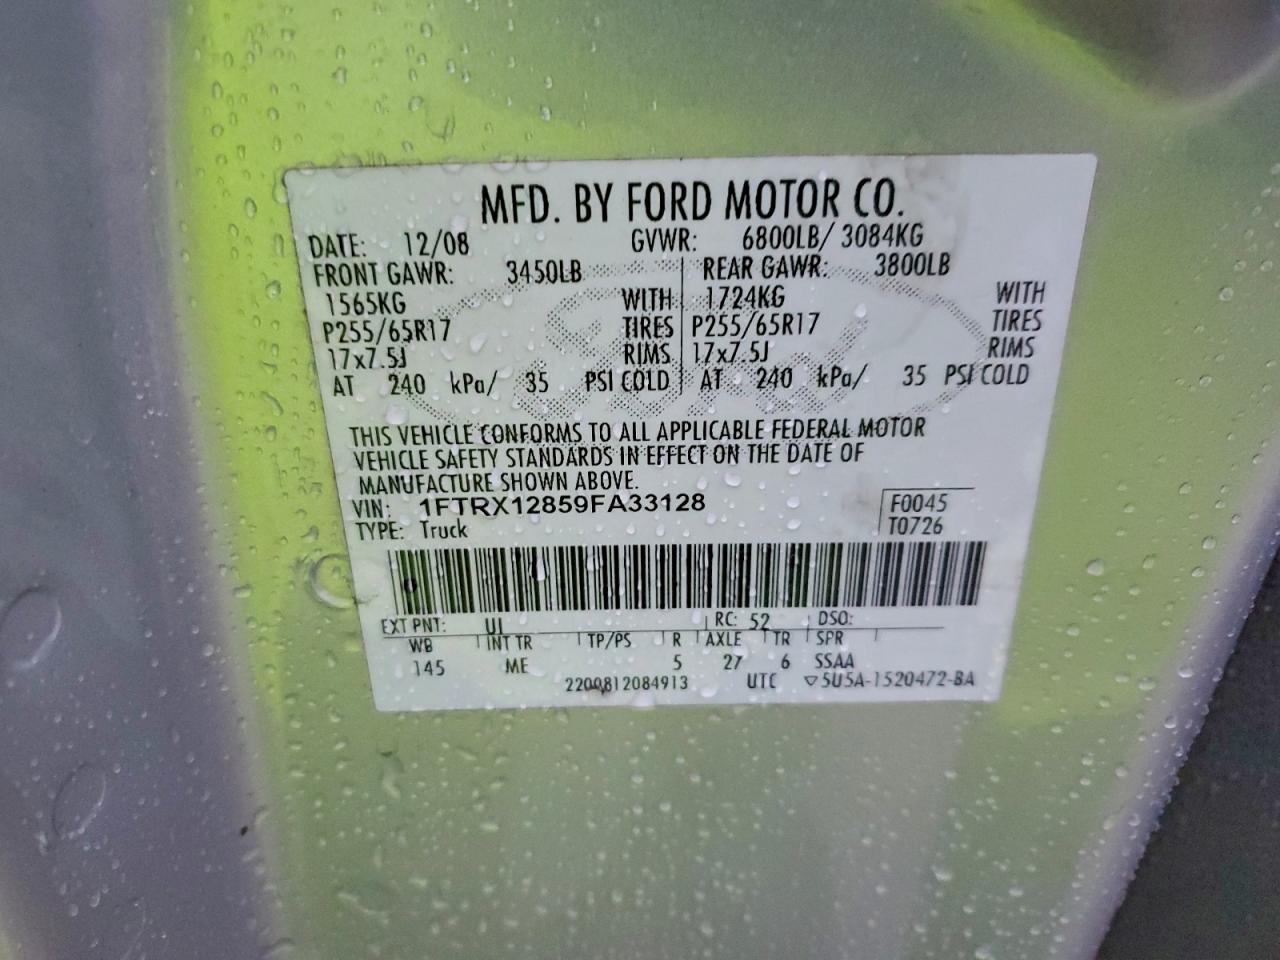 MFD. BY FORD MOTOR CO.
DATE: 12/08 GVWR: 6800LB/ 3084KG
FRONT GAWR: 3450LB REAR GAWR: 3800LB
1565KG WITH 1724KG WITH
P255/65R17 TIRES P255/65R17 TIRES
17x7.5J RIMS 17x7.5J RIMS
AT 240 kPa/ 35 PSI COLD AT 240 kPa/ 35 PSI COLD
Ford
THIS VEHICLE CONFORMS TO ALL APPLICABLE FEDERAL MOTOR
VEHICLE SAFETY STANDARDS IN EFFECT ON THE DATE OF
MANUFACTURE SHOWN ABOVE.
VIN: 1FTRX12859FA33128 F0045
TYPE: Truck T0726
EXT PNT: UI RC: 52 DSO:
WB INT TR TP/PS R AXLE TR SPR
145 ME 5 27 6 SSAA
2200812084913 UTC ▽5U5A-1520472-BA